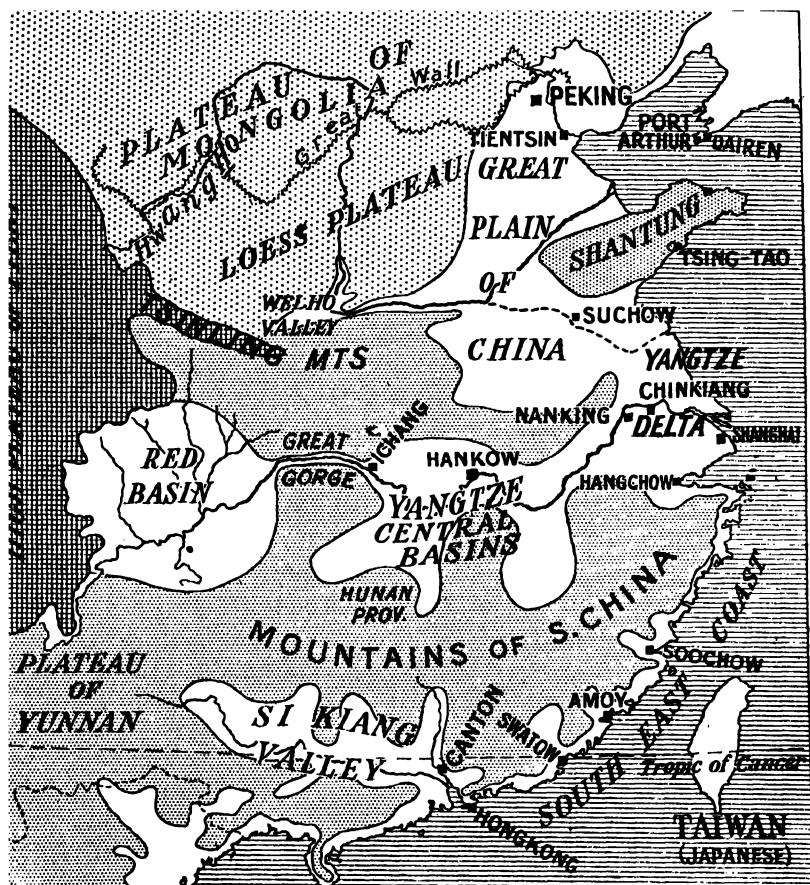 PLATEAU OF
MONGOLIA
Great Wall
Hwang Ho
PEKING
TIENTSIN
PORT
ARTHUR
DAIREN
GREAT
PLAIN
OF
CHINA
LOESS PLATEAU
SHANTUNG
TSING-TAO
WEI-HO
VALLEY
MTS
SUCHOW
YANGTZE
DELTA
CHINKIANG
NANKING
SHANGHAI
ICHANG
GREAT
GORGE
HANKOW
RED
BASIN
HANGCHOW
YANGTZE
CENTRAL
BASINS
HUNAN
PROV.
MOUNTAINS OF S. CHINA
SOUTH EAST COAST
SOOCHOW
PLATEAU
OF
YUNNAN
SI KIANG
VALLEY
CANTON
SWATOW
AMOY
HONGKONG
Tropic of Cancer
TAIWAN
(JAPANESE)